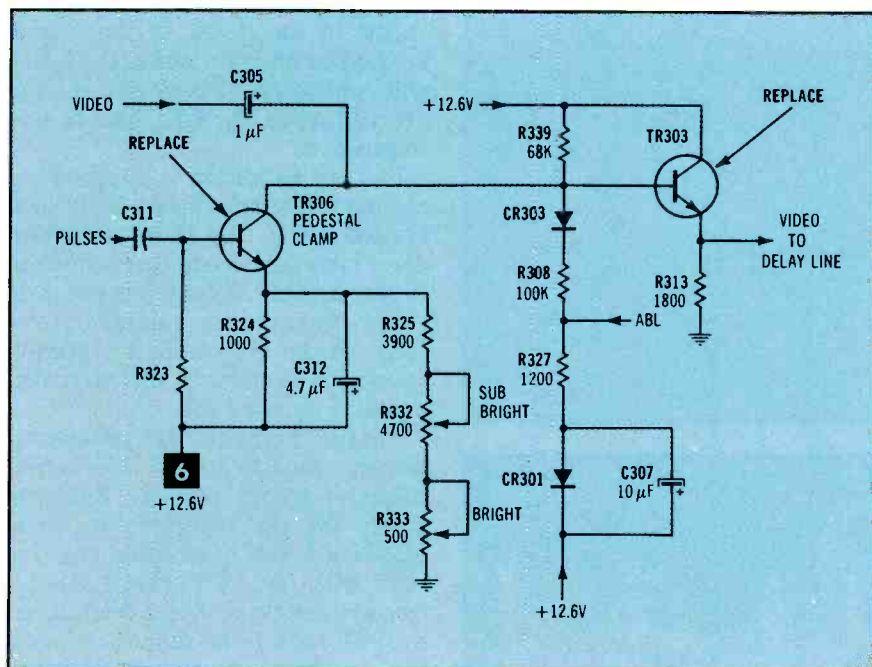 C305
VIDEO
1 µF
REPLACE
TR306
PEDESTAL
CLAMP
C311
PULSES
R323
R324
1000
C312
4.7 µF
R325
3900
R332
4700
SUB
BRIGHT
R333
500
BRIGHT
6
+12.6V
+12.6V
R339
68K
TR303
REPLACE
CR303
R308
100K
ABL
R327
1200
CR301
C307
10 µF
+12.6V
VIDEO
TO
DELAY LINE
R313
1800